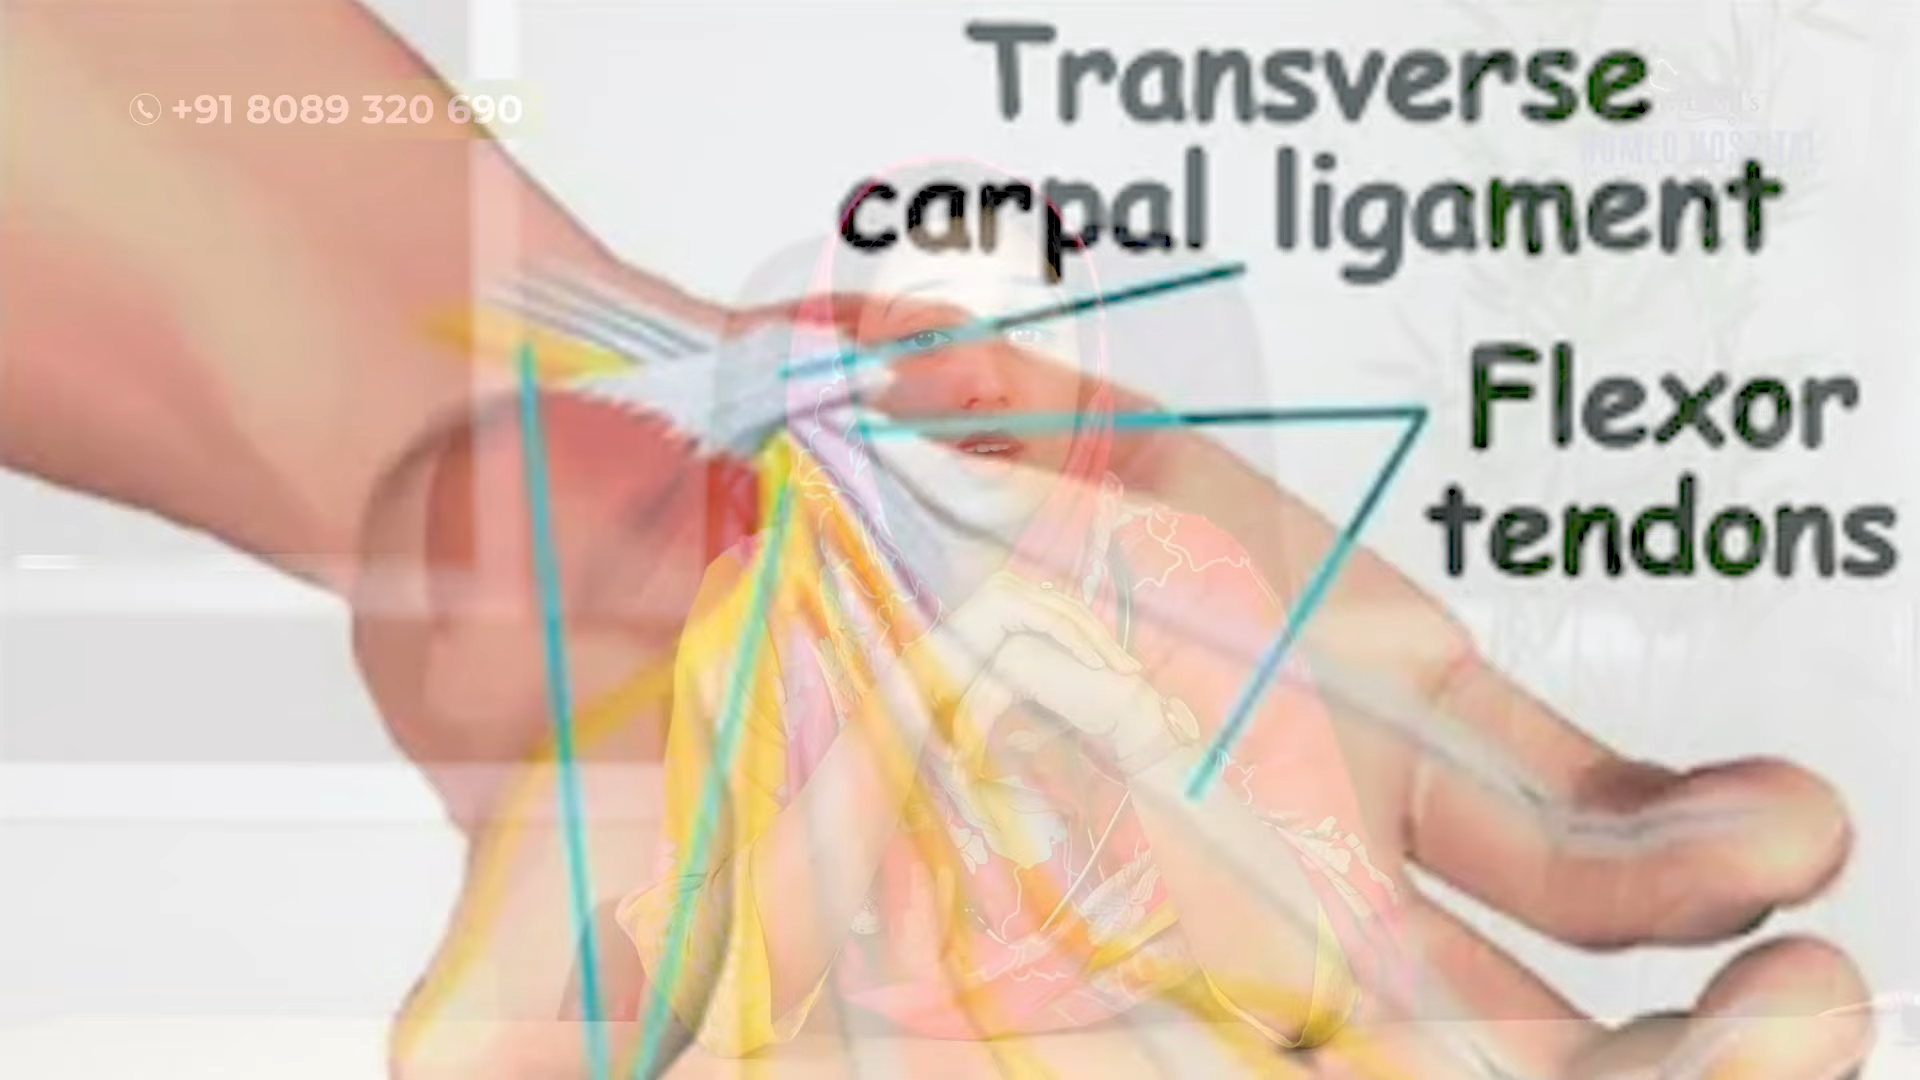 +91 8089 320 690
Transverse
carpal ligament
Flexor
tendons